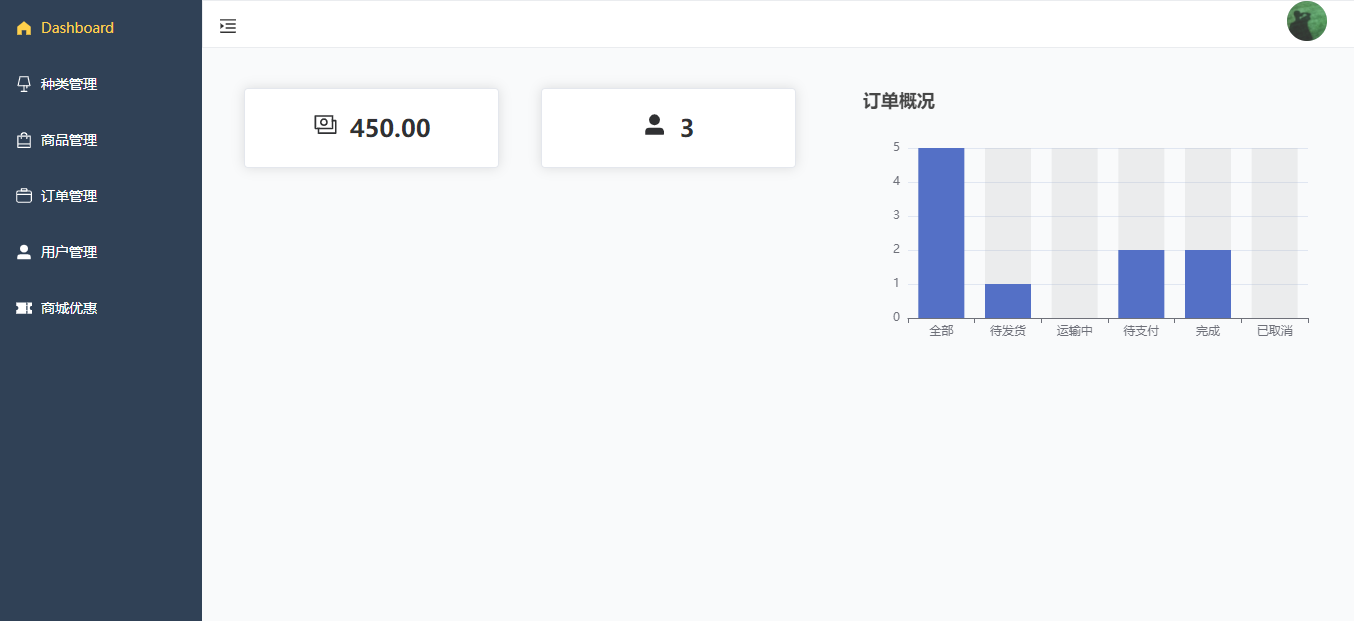 Dashboard
种类管理
商品管理
订单管理
用户管理
商城优惠
450.00
3
订单概况
5
4
3
2
1
0
全部
待发货
运输中
待支付
完成
已取消